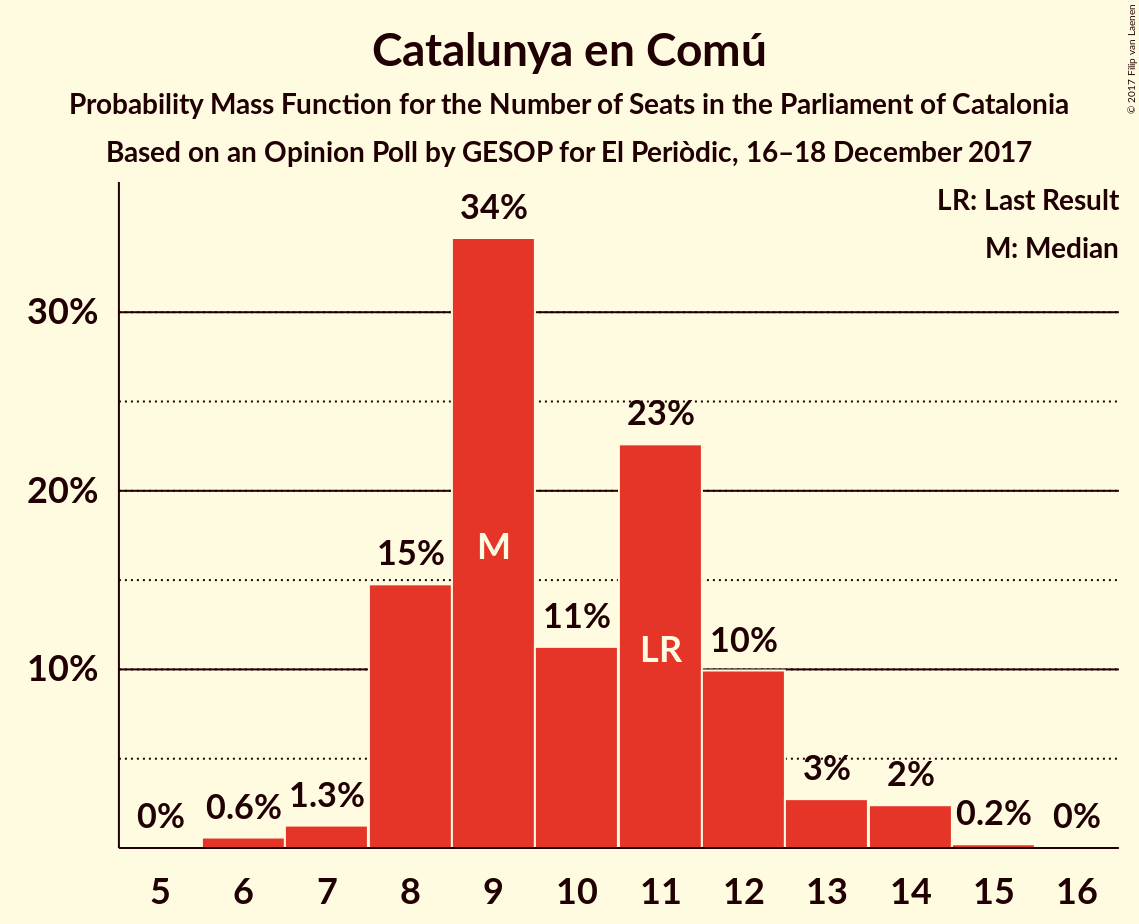 Catalunya en Comú
Probability Mass Function for the Number of Seats in the Parliament of Catalonia
Based on an Opinion Poll by GESOP for El Periòdic, 16–18 December 2017
© 2017 Filip van Laenen
LR: Last Result
M: Median
30%
20%
10%
0%
0.6%
1.3%
15%
34%
11%
23%
10%
3%
2%
0.2%
0%
M
LR
5 6 7 8 9 10 11 12 13 14 15 16